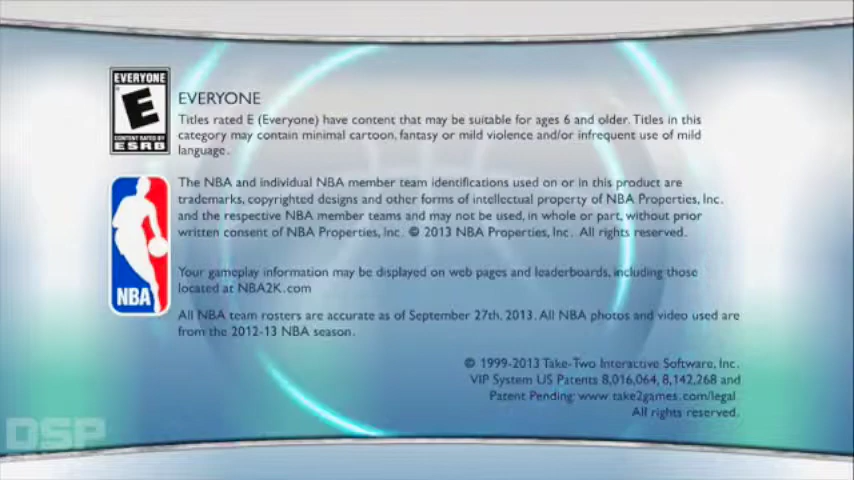 EVERYONE
E
CONTENT RATED BY
ESRB
EVERYONE
Titles rated E (Everyone) have content that may be suitable for ages 6 and older. Titles in this
category may contain minimal cartoon, fantasy or mild violence and/or infrequent use of mild
language.
The NBA and individual NBA member team identifications used on or in this product are
trademarks, copyrighted designs and other forms of intellectual property of NBA Properties, Inc.
and the respective NBA member teams and may not be used, in whole or part, without prior
written consent of NBA Properties, Inc. © 2013 NBA Properties, Inc. All rights reserved.
NBA
Your gameplay information may be displayed on web pages and leaderboards, including those
located at NBA2K.com
All NBA team rosters are accurate as of September 27th, 2013. All NBA photos and video used are
from the 2012-13 NBA season.
© 1999-2013 Take-Two Interactive Software, Inc.
VIP System US Patents 8,016,064, 8,142,268 and
Patent Pending: www.take2games.com/legal.
All rights reserved.
DSP